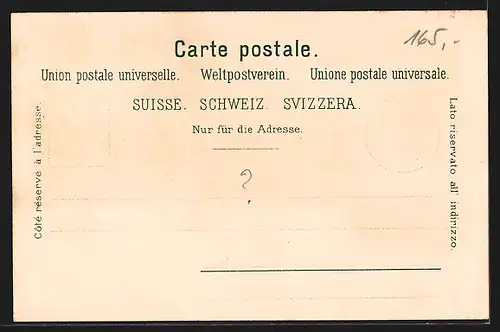 165,-
Carte postale.
Union postale universelle. Weltpostverein. Unione postale universale.
SUISSE. SCHWEIZ. SVIZZERA.
Nur für die Adresse.
Côté réservé à l'adresse.
Lato riservato all' indirizzo.
?